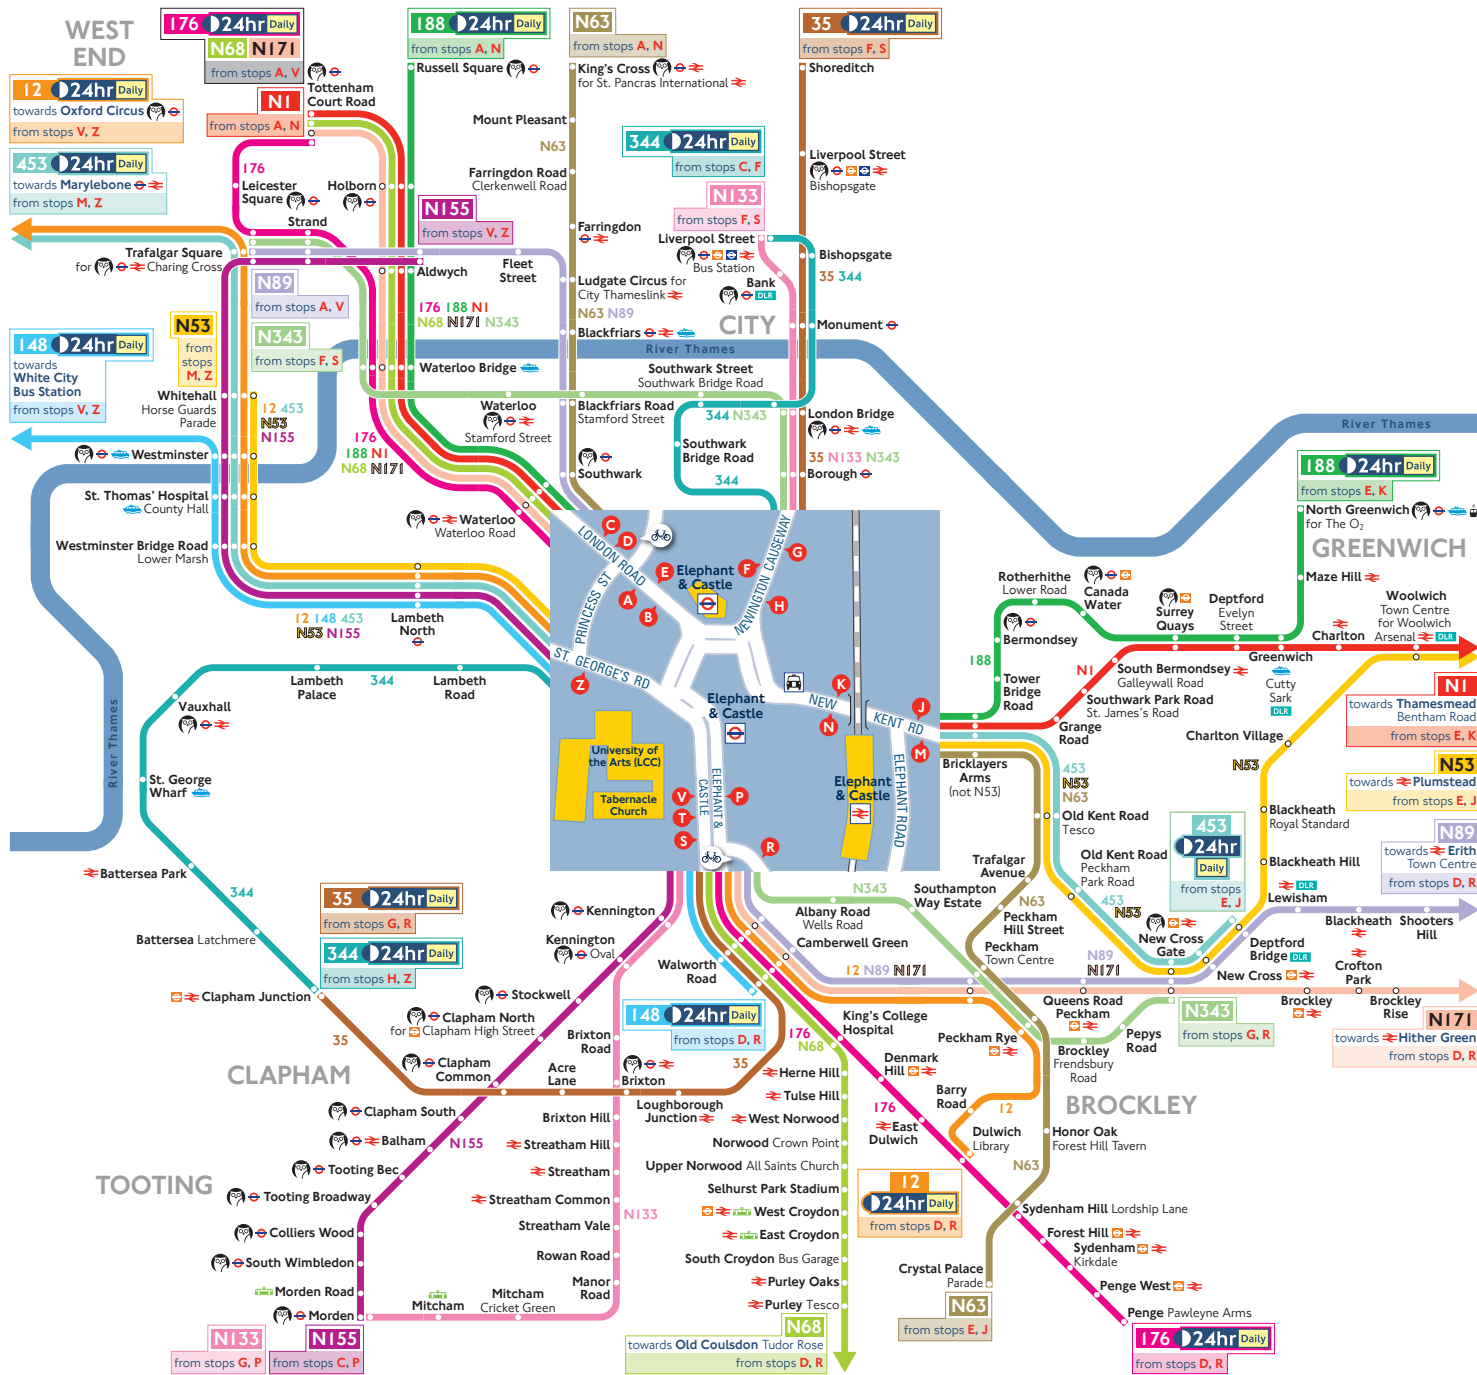 WEST
END
176 24hr Daily
N68 N171
from stops A, V
12 24hr Daily
towards Oxford Circus
from stops V, Z
453 24hr Daily
towards Marylebone
from stops M, Z
N1
from stops A, N
Tottenham
Court Road
188 24hr Daily
from stops A, N
Russell Square
N63
from stops A, N
King's Cross
for St. Pancras International
Mount Pleasant
N63
Farringdon Road
Clerkenwell Road
Farringdon
Ludgate Circus for
City Thameslink
N63 N89
Blackfriars
35 24hr Daily
from stops F, S
Shoreditch
344 24hr Daily
from stops C, F
Liverpool Street
Bishopsgate
N133
from stops F, S
Liverpool Street
Bus Station
Bank
DLR
CITY
Bishopsgate
35 344
Monument
River Thames
176
Leicester
Square
Holborn
Strand
N155
from stops V, Z
Trafalgar Square
for Charing Cross
Aldwych
Fleet
Street
N89
from stops A, V
N53
from
stops
M, Z
N343
from stops F, S
176 188 N1
N68 N171 N343
148 24hr Daily
towards
White City
Bus Station
from stops V, Z
Waterloo Bridge
Whitehall
Horse Guards
Parade
12 453
N53
N155
Southwark Street
Southwark Bridge Road
Waterloo
Stamford Street
Blackfriars Road
Stamford Street
344 N343
London Bridge
Southwark
Bridge Road
344
35 N133 N343
Borough
Southwark
176
188 N1
N68 N171
Westminster
St. Thomas' Hospital
County Hall
Waterloo
Waterloo Road
Westminster Bridge Road
Lower Marsh
12 148 453
N53 N155
Lambeth
North
River Thames
188 24hr Daily
from stops E, K
North Greenwich
for The O2
GREENWICH
Maze Hill
Woolwich
Town Centre
for Woolwich
Arsenal DLR
Charlton
Rotherhithe
Lower Road
Canada
Water
Surrey
Quays
Deptford
Evelyn
Street
Greenwich
Cutty
Sark
DLR
Bermondsey
188
Tower
Bridge
Road
N1
South Bermondsey
Galleywall Road
Southwark Park Road
St. James's Road
Grange
Road
N1
towards Thamesmead
Bentham Road
from stops E, K
Charlton Village
N53
N53
towards Plumstead
from stops E, J
C
D
LONDON ROAD
PRINCESS ST
E
A
B
Elephant
& Castle
F
G
H
NEWINGTON CAUSEWAY
ST. GEORGE'S RD
Z
Elephant
& Castle
K
NEW
N
KENT RD
J
M
ELEPHANT ROAD
University of
the Arts (LCC)
Tabernacle
Church
V
T
S
ELEPHANT &
CASTLE
P
R
Elephant
& Castle
Lambeth
Palace
344
Lambeth
Road
Vauxhall
River Thames
St. George
Wharf
Battersea Park
344
Battersea Latchmere
Clapham Junction
35
35 24hr Daily
from stops G, R
344 24hr Daily
from stops H, Z
Bricklayers
Arms
(not N53)
453
N53
N63
Old Kent Road
Tesco
Trafalgar
Avenue
Old Kent Road
Peckham
Park Road
453
N53
453
24hr
Daily
from stops
E, J
Blackheath
Royal Standard
Blackheath Hill
N89
towards Erith
Town Centre
from stops D, R
DLR
Lewisham
Blackheath
Shooters
Hill
N343
Southampton
Way Estate
N63
Peckham
Hill Street
Albany Road
Wells Road
Camberwell Green
Peckham
Town Centre
New Cross
Gate
Deptford
Bridge DLR
12 N89 N171
N89
N171
New Cross
Crofton
Park
Brockley
Brockley
Rise
N171
towards Hither Green
from stops D, R
Kennington
Kennington
Oval
Walworth
Road
Stockwell
Clapham North
for Clapham High Street
148 24hr Daily
from stops D, R
Brixton
Road
176
N68
King's College
Hospital
Queens Road
Peckham
N343
from stops G, R
Pepys
Road
Peckham Rye
Brockley
Frendsbury
Road
CLAPHAM
Clapham
Common
Acre
Lane
Brixton
35
Loughborough
Junction
Herne Hill
Denmark
Hill
Tulse Hill
Barry
Road
12
BROCKLEY
Clapham South
Brixton Hill
West Norwood
176
East
Dulwich
Dulwich
Library
Honor Oak
Forest Hill Tavern
Balham
N155
Streatham Hill
Norwood Crown Point
Tooting Bec
Streatham
Upper Norwood All Saints Church
N63
12
24hr Daily
from stops D, R
TOOTING
Tooting Broadway
Streatham Common
Selhurst Park Stadium
Colliers Wood
N133
Streatham Vale
West Croydon
Sydenham Hill Lordship Lane
East Croydon
Forest Hill
South Wimbledon
Rowan Road
South Croydon Bus Garage
Sydenham
Kirkdale
Morden Road
Manor
Road
Purley Oaks
Crystal Palace
Parade
Penge West
Mitcham
Mitcham
Cricket Green
Purley Tesco
Morden
N63
from stops E, J
Penge Pawleyne Arms
N133
from stops G, P
N155
from stops C, P
N68
towards Old Coulsdon Tudor Rose
from stops D, R
176 24hr Daily
from stops D, R